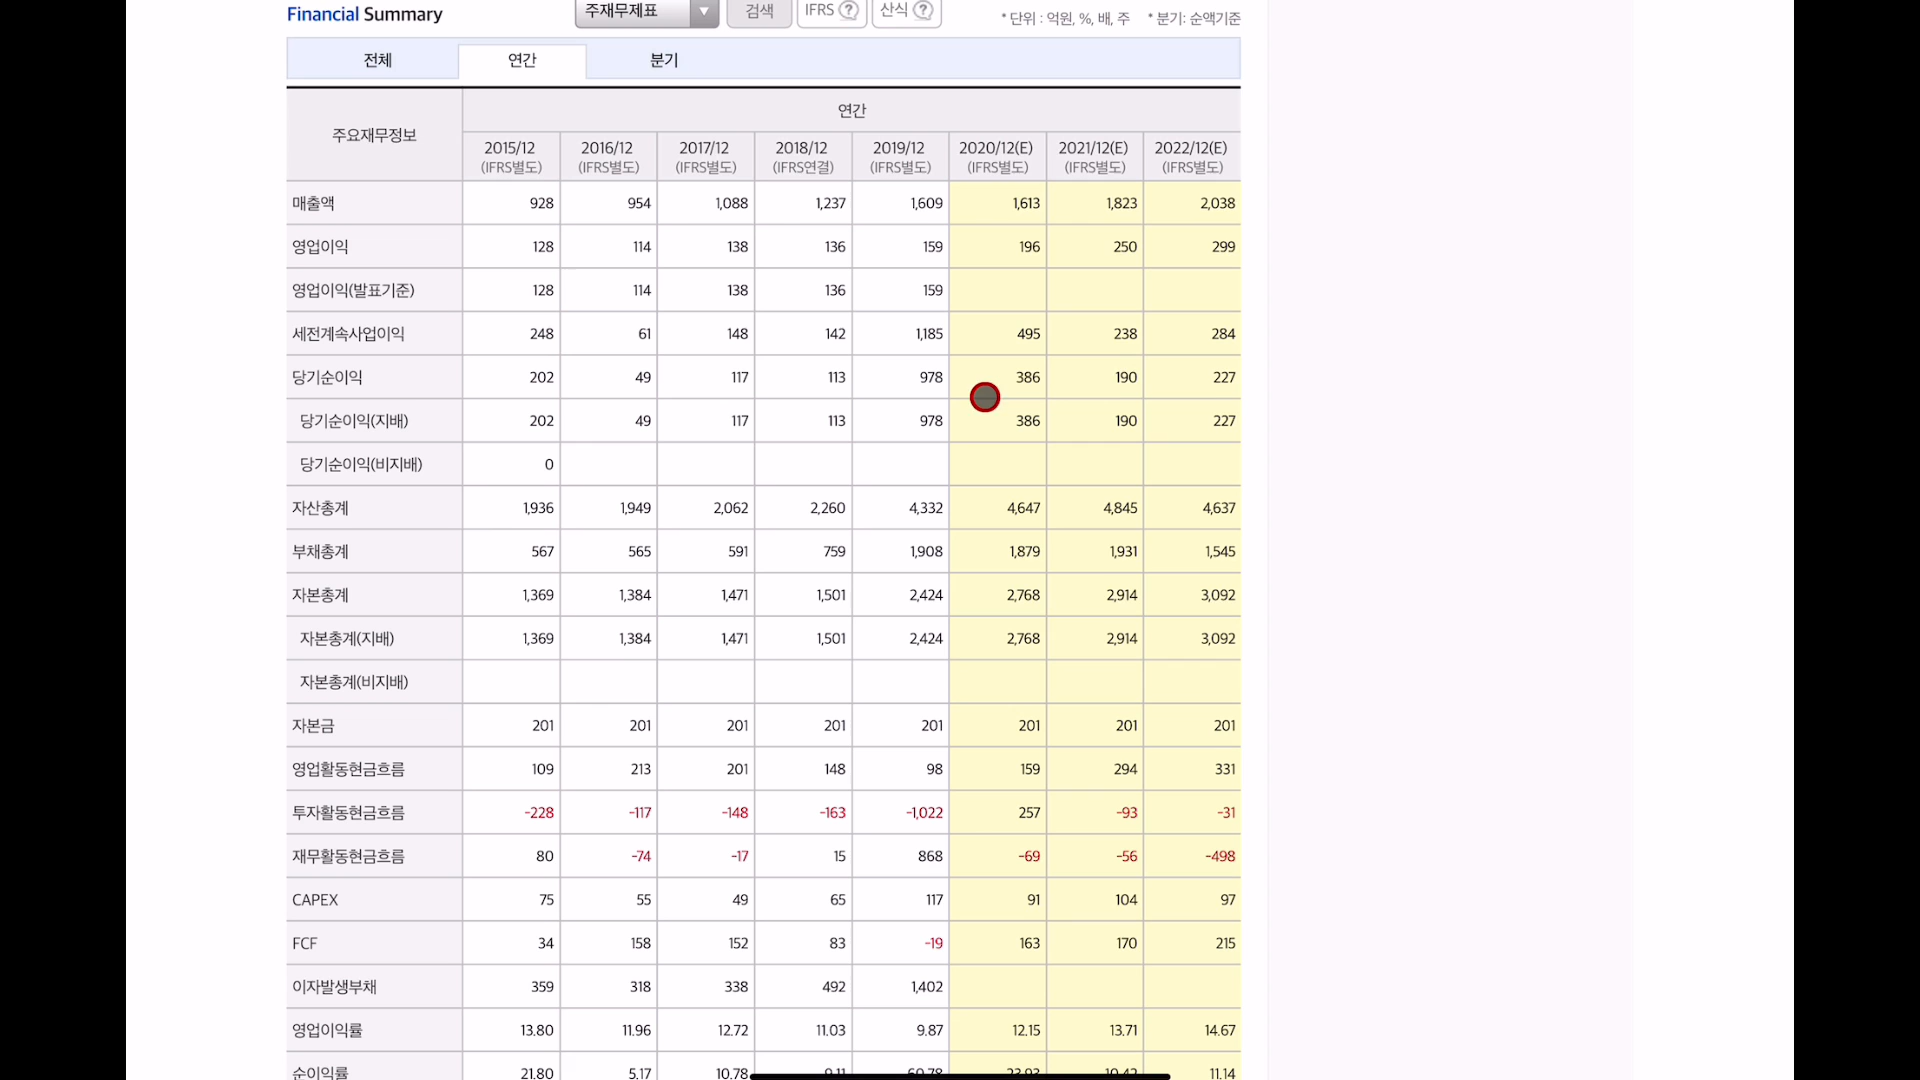 Financial Summary 주재무제표 검색 IFRS ? 산식 ? * 단위 : 억원, %, 배, 주 * 분기: 순액기준
전체 연간 분기
주요재무정보 연간
2015/12 2016/12 2017/12 2018/12 2019/12 2020/12(E) 2021/12(E) 2022/12(E)
(IFRS별도) (IFRS별도) (IFRS별도) (IFRS연결) (IFRS별도) (IFRS별도) (IFRS별도) (IFRS별도)
매출액 928 954 1,088 1,237 1,609 1,613 1,823 2,038
영업이익 128 114 138 136 159 196 250 299
영업이익(발표기준) 128 114 138 136 159
세전계속사업이익 248 61 148 142 1,185 495 238 284
당기순이익 202 49 117 113 978 386 190 227
당기순이익(지배) 202 49 117 113 978 386 190 227
당기순이익(비지배) 0
자산총계 1,936 1,949 2,062 2,260 4,332 4,647 4,845 4,637
부채총계 567 565 591 759 1,908 1,879 1,931 1,545
자본총계 1,369 1,384 1,471 1,501 2,424 2,768 2,914 3,092
자본총계(지배) 1,369 1,384 1,471 1,501 2,424 2,768 2,914 3,092
자본총계(비지배)
자본금 201 201 201 201 201 201 201 201
영업활동현금흐름 109 213 201 148 98 159 294 331
투자활동현금흐름 -228 -117 -148 -163 -1,022 257 -93 -31
재무활동현금흐름 80 -74 -17 15 868 -69 -56 -498
CAPEX 75 55 49 65 117 91 104 97
FCF 34 158 152 83 -19 163 170 215
이자발생부채 359 318 338 492 1,402
영업이익률 13.80 11.96 12.72 11.03 9.87 12.15 13.71 14.67
순이익률 21.80 5.17 10.78 11.14